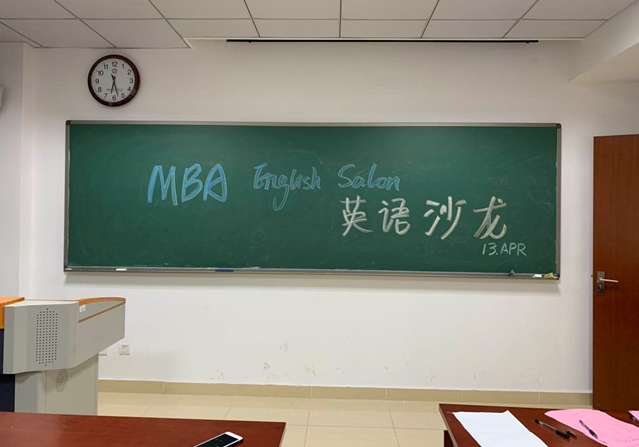 MBA English Salon
英语沙龙
13.APR